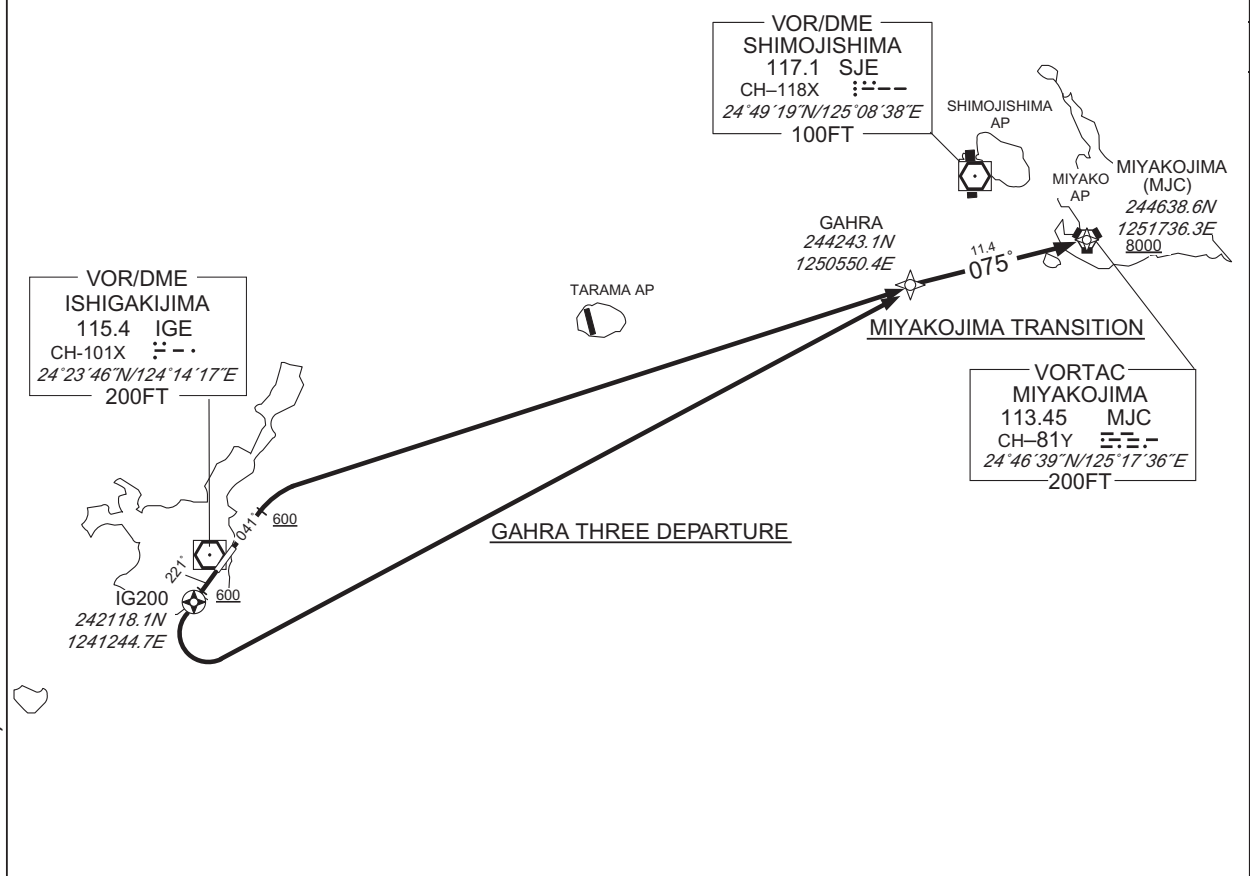 VOR/DME
SHIMOJISHIMA
117.1 SJE
CH–118X
24°49´19˝N/125°08´38˝E
100FT
SHIMOJISHIMA
AP
MIYAKO
AP
MIYAKOJIMA
(MJC)
244638.6N
1251736.3E
8000
GAHRA
244243.1N
1250550.4E
11.4
075°
MIYAKOJIMA TRANSITION
VOR/DME
ISHIGAKIJIMA
115.4 IGE
CH-101X
24°23´46˝N/124°14´17˝E
200FT
TARAMA AP
VORTAC
MIYAKOJIMA
113.45 MJC
CH–81Y
24°46´39˝N/125°17´36˝E
200FT
041°
600
GAHRA THREE DEPARTURE
221°
600
IG200
242118.1N
1241244.7E